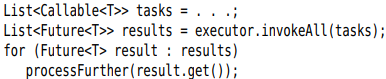 List<Callable<T>> tasks = . . .;
List<Future<T>> results = executor.invokeAll(tasks);
for (Future<T> result : results)
   processFurther(result.get());